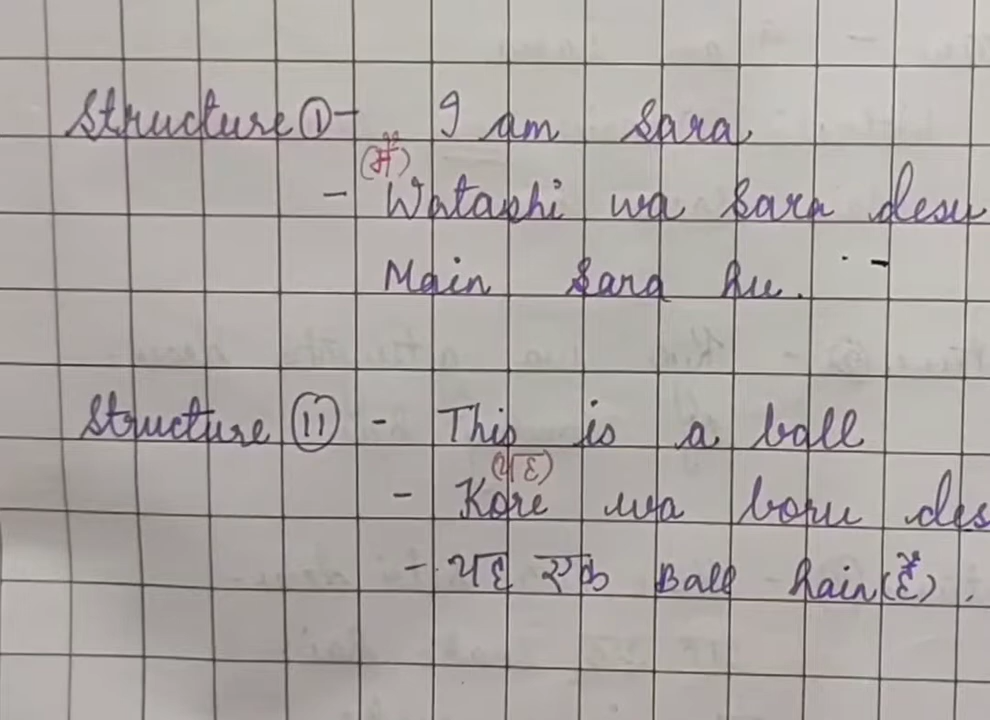 Structure ① - I am Sara
(मैं)
- Watashi wa Sara desu
Main Sara hu.
Structure ⑪ - This is a ball
(यह)
- Kore wa boru des
- यह एक Ball hain (हैं).